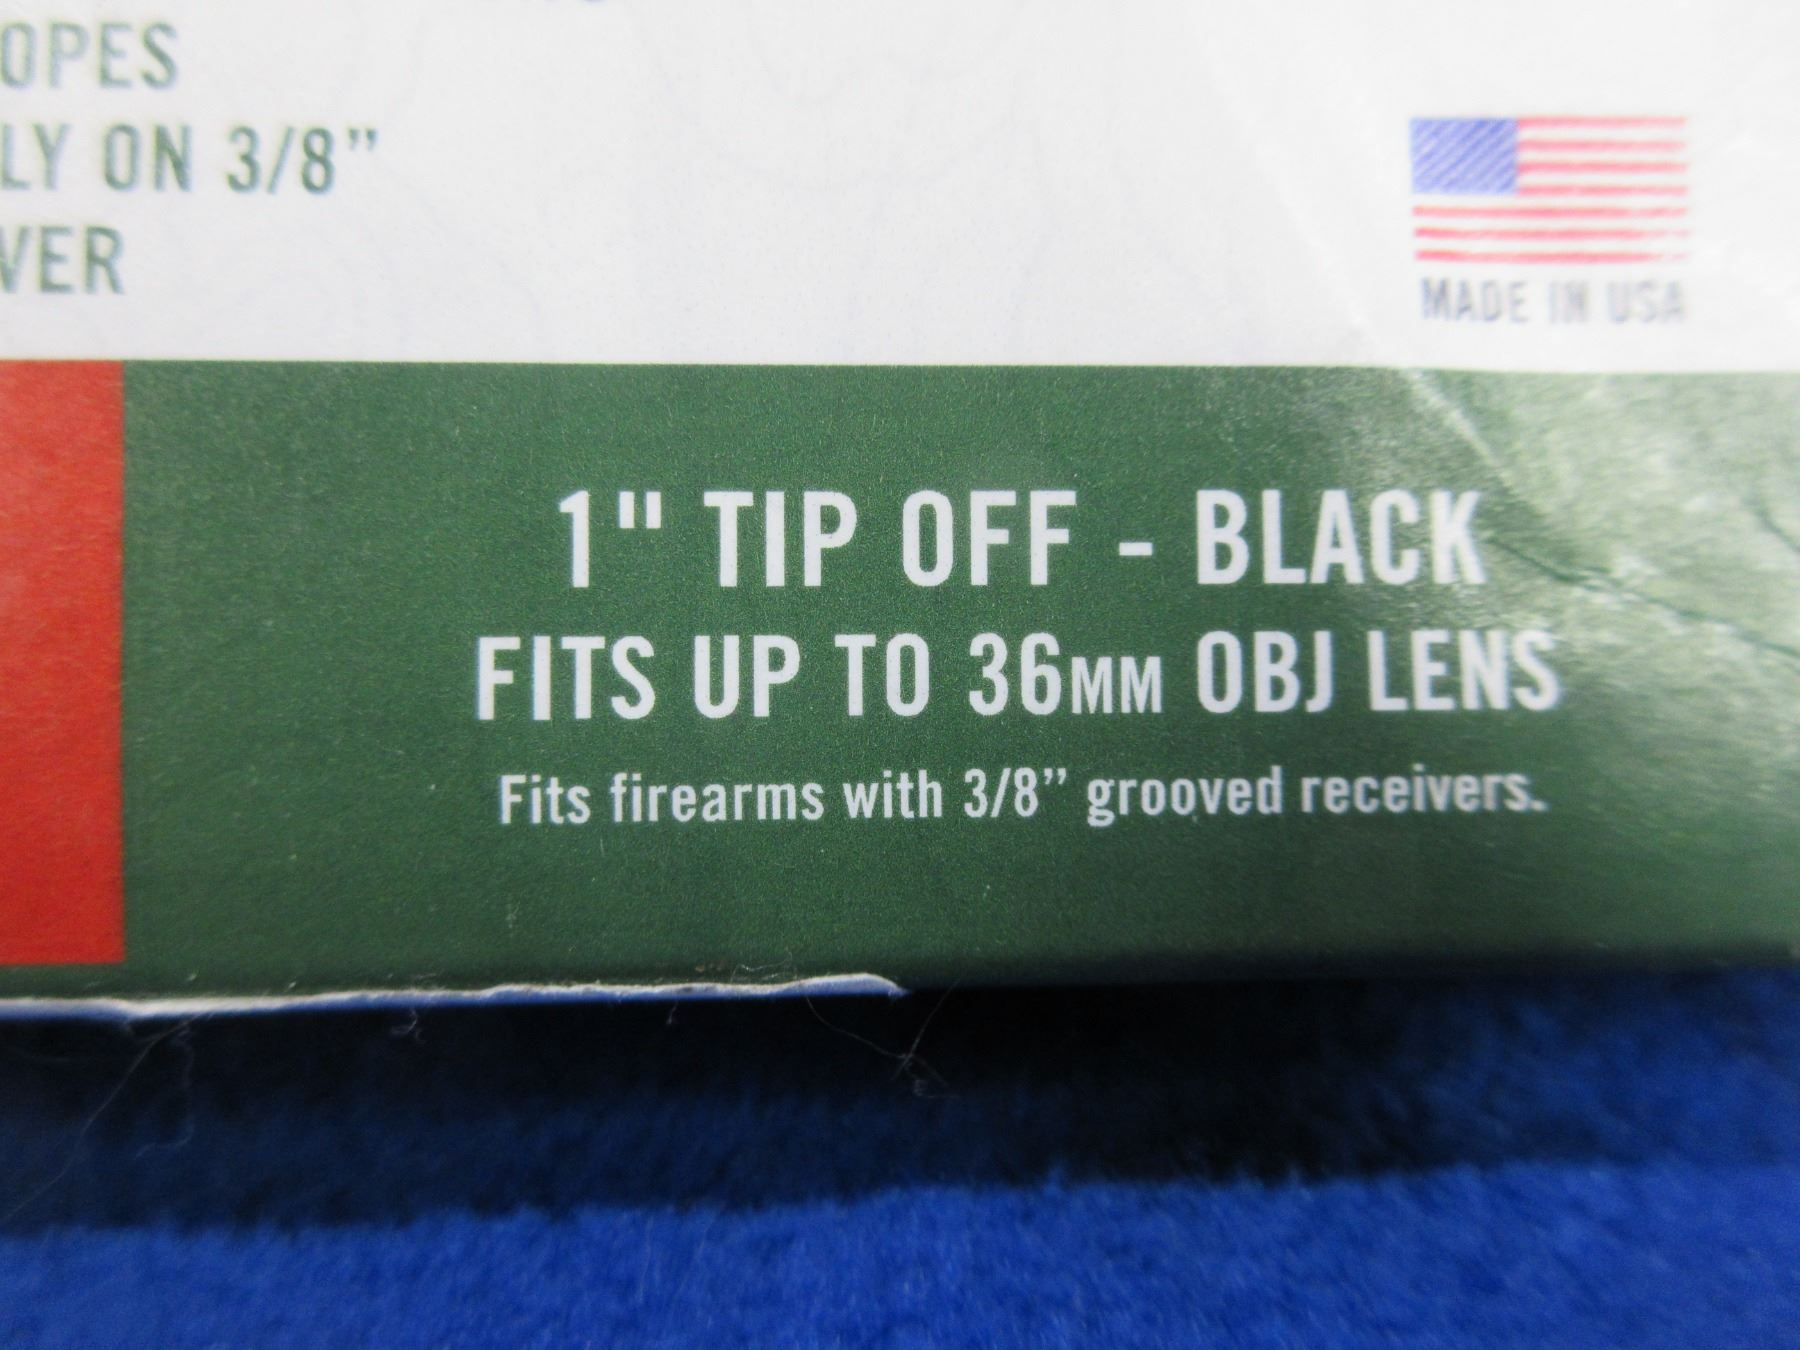 OPES
LY ON 3/8”
VER
MADE IN USA
1" TIP OFF - BLACK
FITS UP TO 36MM OBJ LENS
Fits firearms with 3/8” grooved receivers.